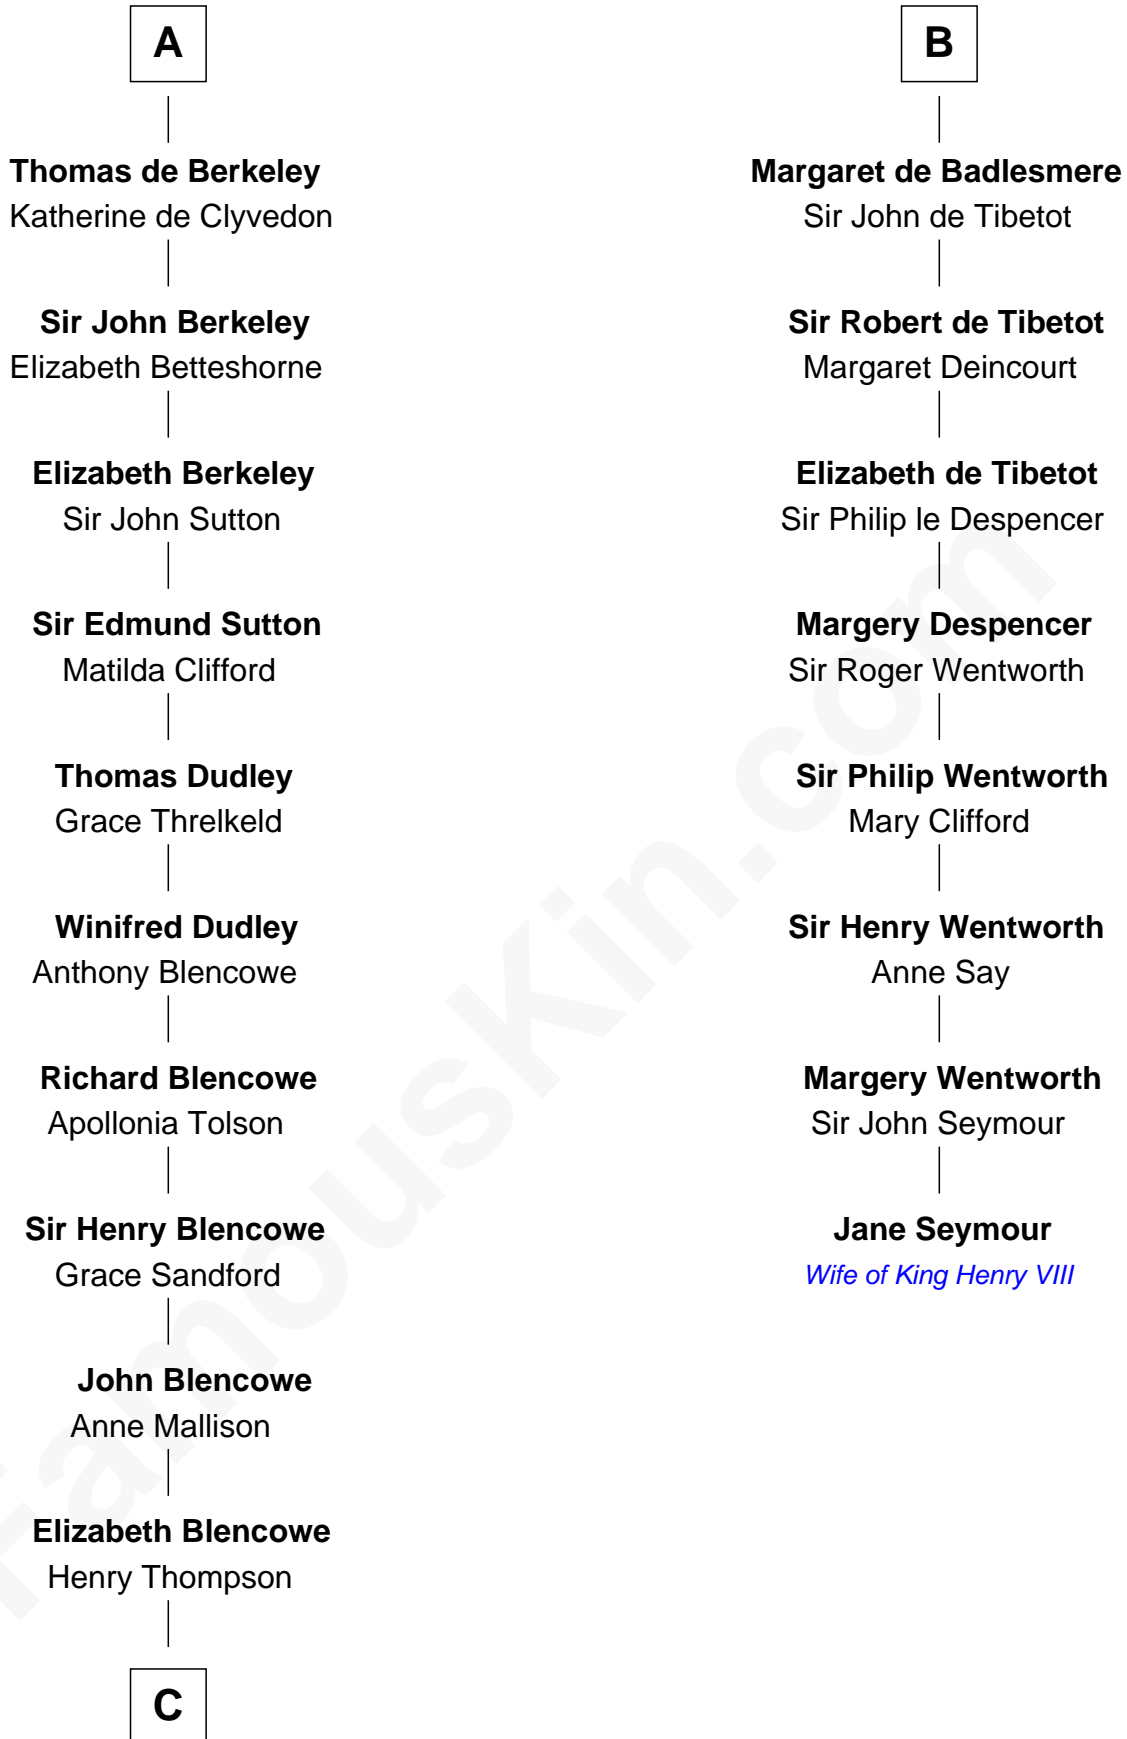 A
Thomas de Berkeley
Katherine de Clyvedon
Sir John Berkeley
Elizabeth Betteshorne
Elizabeth Berkeley
Sir John Sutton
Sir Edmund Sutton
Matilda Clifford
Thomas Dudley
Grace Threlkeld
Winifred Dudley
Anthony Blencowe
Richard Blencowe
Apollonia Tolson
Sir Henry Blencowe
Grace Sandford
John Blencowe
Anne Mallison
Elizabeth Blencowe
Henry Thompson
C
B
Margaret de Badlesmere
Sir John de Tibetot
Sir Robert de Tibetot
Margaret Deincourt
Elizabeth de Tibetot
Sir Philip le Despencer
Margery Despencer
Sir Roger Wentworth
Sir Philip Wentworth
Mary Clifford
Sir Henry Wentworth
Anne Say
Margery Wentworth
Sir John Seymour
Jane Seymour
Wife of King Henry VIII
FamousKin.com